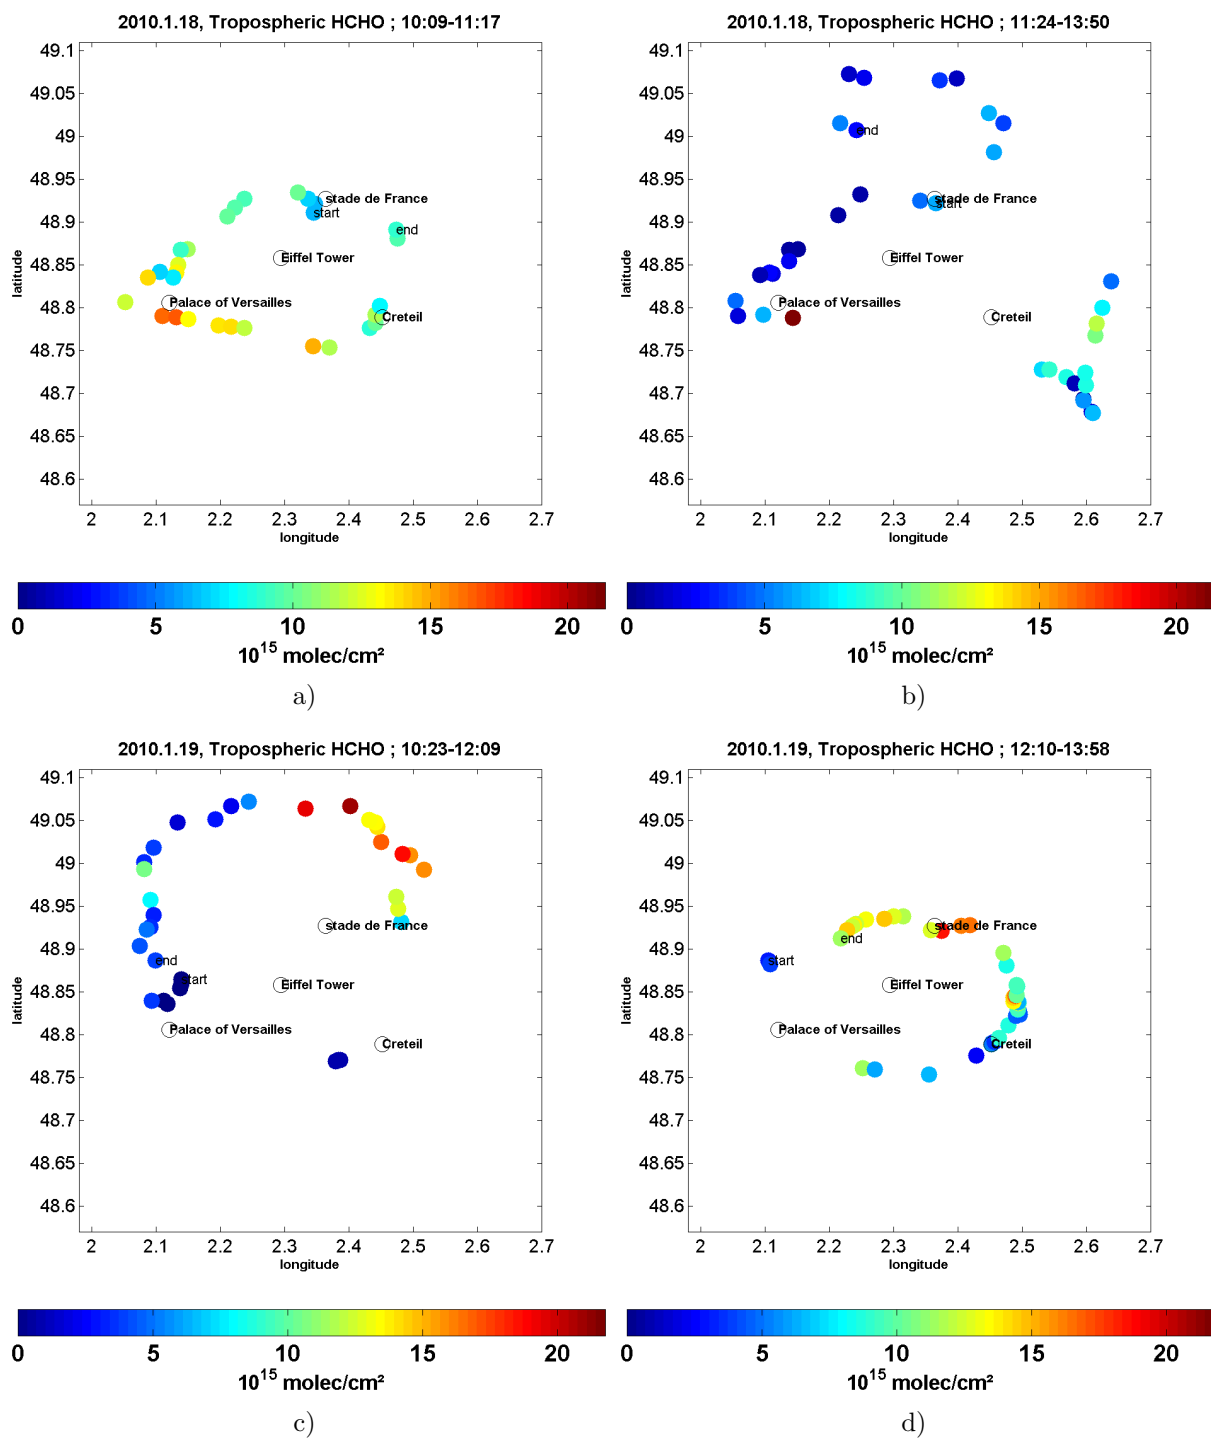 2010.1.18, Tropospheric HCHO ; 10:09-11:17
49.1
49.05
49
48.95
48.9
48.85
48.8
48.75
48.7
48.65
48.6
latitude
stade de France
start
end
Eiffel Tower
Palace of Versailles
Creteil
2 2.1 2.2 2.3 2.4 2.5 2.6 2.7
longitude
0 5 10 15 20
10^15 molec/cm²
a)
2010.1.18, Tropospheric HCHO ; 11:24-13:50
49.1
49.05
49
48.95
48.9
48.85
48.8
48.75
48.7
48.65
48.6
latitude
end
stade de France
start
Eiffel Tower
Palace of Versailles
Creteil
2 2.1 2.2 2.3 2.4 2.5 2.6 2.7
longitude
0 5 10 15 20
10^15 molec/cm²
b)
2010.1.19, Tropospheric HCHO ; 10:23-12:09
49.1
49.05
49
48.95
48.9
48.85
48.8
48.75
48.7
48.65
48.6
latitude
stade de France
end
start
Eiffel Tower
Palace of Versailles
Creteil
2 2.1 2.2 2.3 2.4 2.5 2.6 2.7
longitude
0 5 10 15 20
10^15 molec/cm²
c)
2010.1.19, Tropospheric HCHO ; 12:10-13:58
49.1
49.05
49
48.95
48.9
48.85
48.8
48.75
48.7
48.65
48.6
latitude
stade de France
end
start
Eiffel Tower
Palace of Versailles
Creteil
2 2.1 2.2 2.3 2.4 2.5 2.6 2.7
longitude
0 5 10 15 20
10^15 molec/cm²
d)